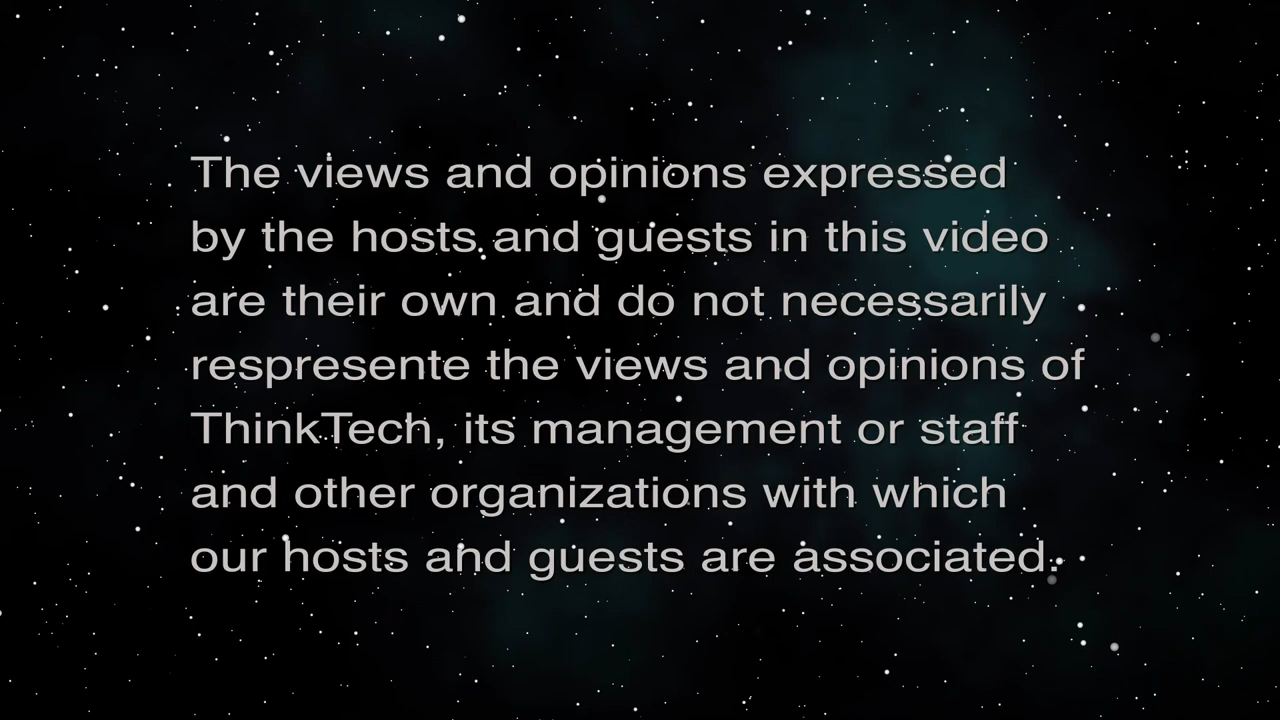 The views and opinions expressed
by the hosts and guests in this video
are their own and do not necessarily
respresente the views and opinions of
ThinkTech, its management or staff
and other organizations with which
our hosts and guests are associated.